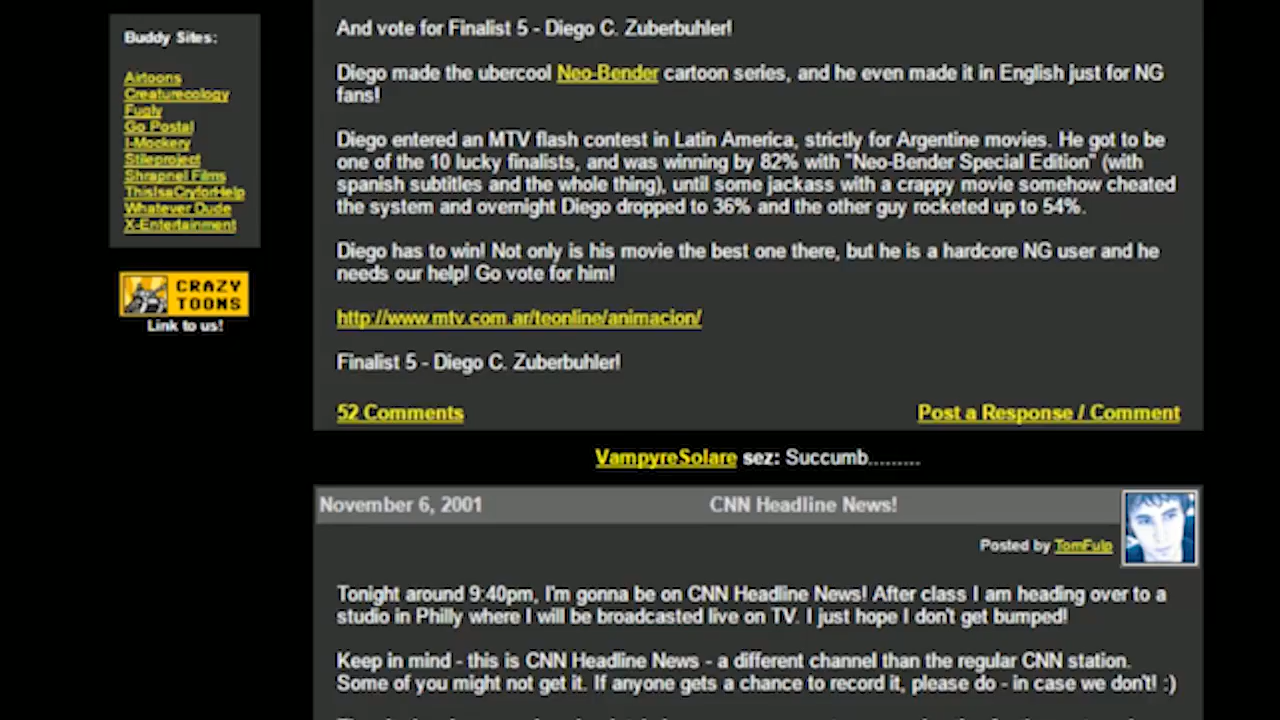 Buddy Sites:
Airtoons
Creaturecology
Fugly
Go Postal
I-Mockery
Stileproject
Shrapnel Films
ThisIsaCryforHelp
Whatever Dude
X-Entertainment
CRAZY
TOONS
Link to us!
And vote for Finalist 5 - Diego C. Zuberbuhler!
Diego made the ubercool Neo-Bender cartoon series, and he even made it in English just for NG
fans!
Diego entered an MTV flash contest in Latin America, strictly for Argentine movies. He got to be
one of the 10 lucky finalists, and was winning by 82% with "Neo-Bender Special Edition" (with
spanish subtitles and the whole thing), until some jackass with a crappy movie somehow cheated
the system and overnight Diego dropped to 36% and the other guy rocketed up to 54%.
Diego has to win! Not only is his movie the best one there, but he is a hardcore NG user and he
needs our help! Go vote for him!
http://www.mtv.com.ar/teonline/animacion/
Finalist 5 - Diego C. Zuberbuhler!
52 Comments Post a Response / Comment
VampyreSolare sez: Succumb.........
November 6, 2001 CNN Headline News!
Posted by TomFulp
Tonight around 9:40pm, I'm gonna be on CNN Headline News! After class I am heading over to a
studio in Philly where I will be broadcasted live on TV. I just hope I don't get bumped!
Keep in mind - this is CNN Headline News - a different channel than the regular CNN station.
Some of you might not get it. If anyone gets a chance to record it, please do - in case we don't! :)